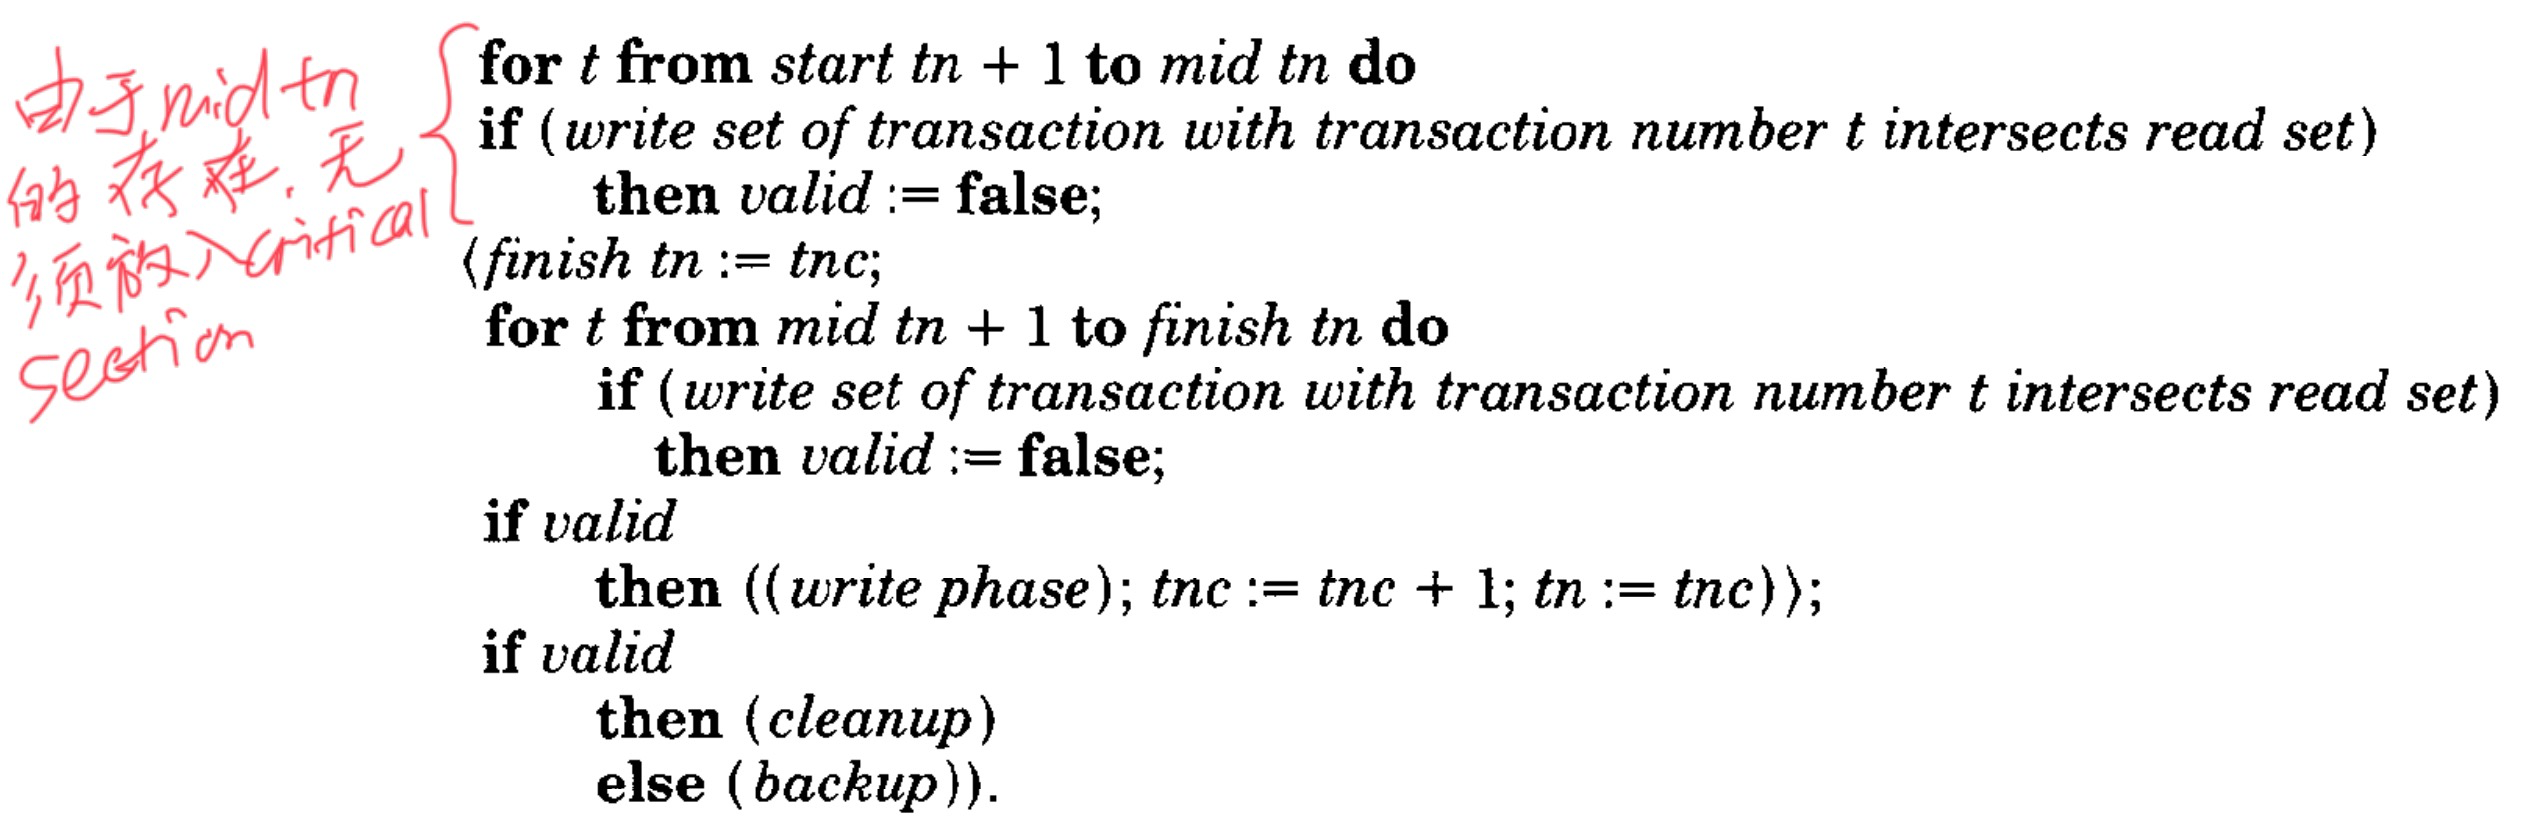 由于mid tn
的存在，无
须放入critical
section
for t from start tn + 1 to mid tn do
if (write set of transaction with transaction number t intersects read set)
then valid := false;
⟨finish tn := tnc;
for t from mid tn + 1 to finish tn do
if (write set of transaction with transaction number t intersects read set)
then valid := false;
if valid
then ((write phase); tnc := tnc + 1; tn := tnc)⟩;
if valid
then (cleanup)
else (backup)).